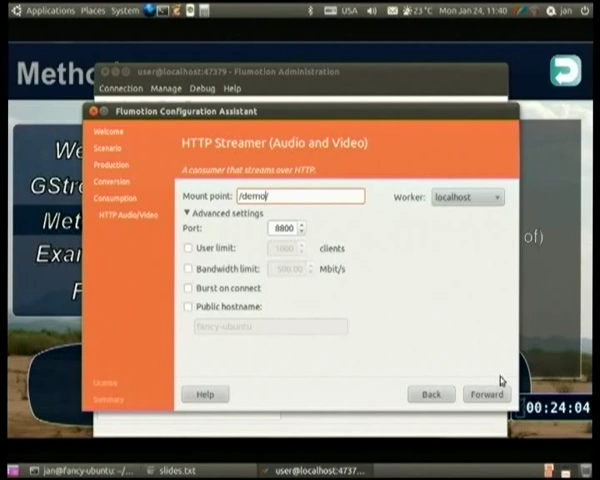 Applications Places System USA 23 °C Mon Jan 24, 11:40 jan
Metho
user@localhost:47379 - Flumotion Administration
Connection Manage Debug Help
Flumotion Configuration Assistant
Welcome
Scenario
Production
Conversion
Consumption
HTTP Audio/Video
License
Summary
HTTP Streamer (Audio and Video)
A consumer that streams over HTTP.
Mount point: /demo Worker: localhost
Advanced settings
Port: 8800
User limit: 1000 clients
Bandwidth limit: 500.00 Mbit/s
Burst on connect
Public hostname:
fancy-ubuntu
Help Back Forward
We
GStre
Met
Exar
F
of)
00:24:04
jan@fancy-ubuntu: ~/... slides.txt user@localhost:4737...